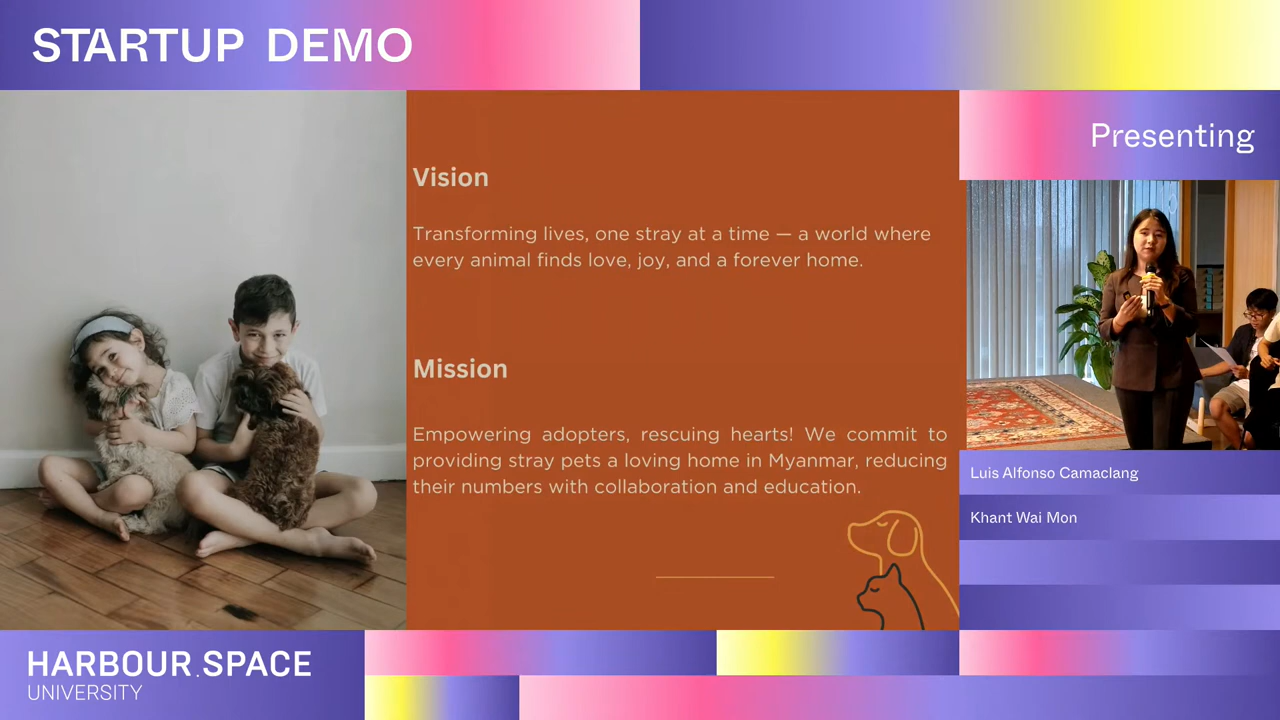 STARTUP DEMO
Presenting
Vision
Transforming lives, one stray at a time — a world where
every animal finds love, joy, and a forever home.
Mission
Empowering adopters, rescuing hearts! We commit to
providing stray pets a loving home in Myanmar, reducing
their numbers with collaboration and education.
Luis Alfonso Camaclang
Khant Wai Mon
HARBOUR.SPACE
UNIVERSITY